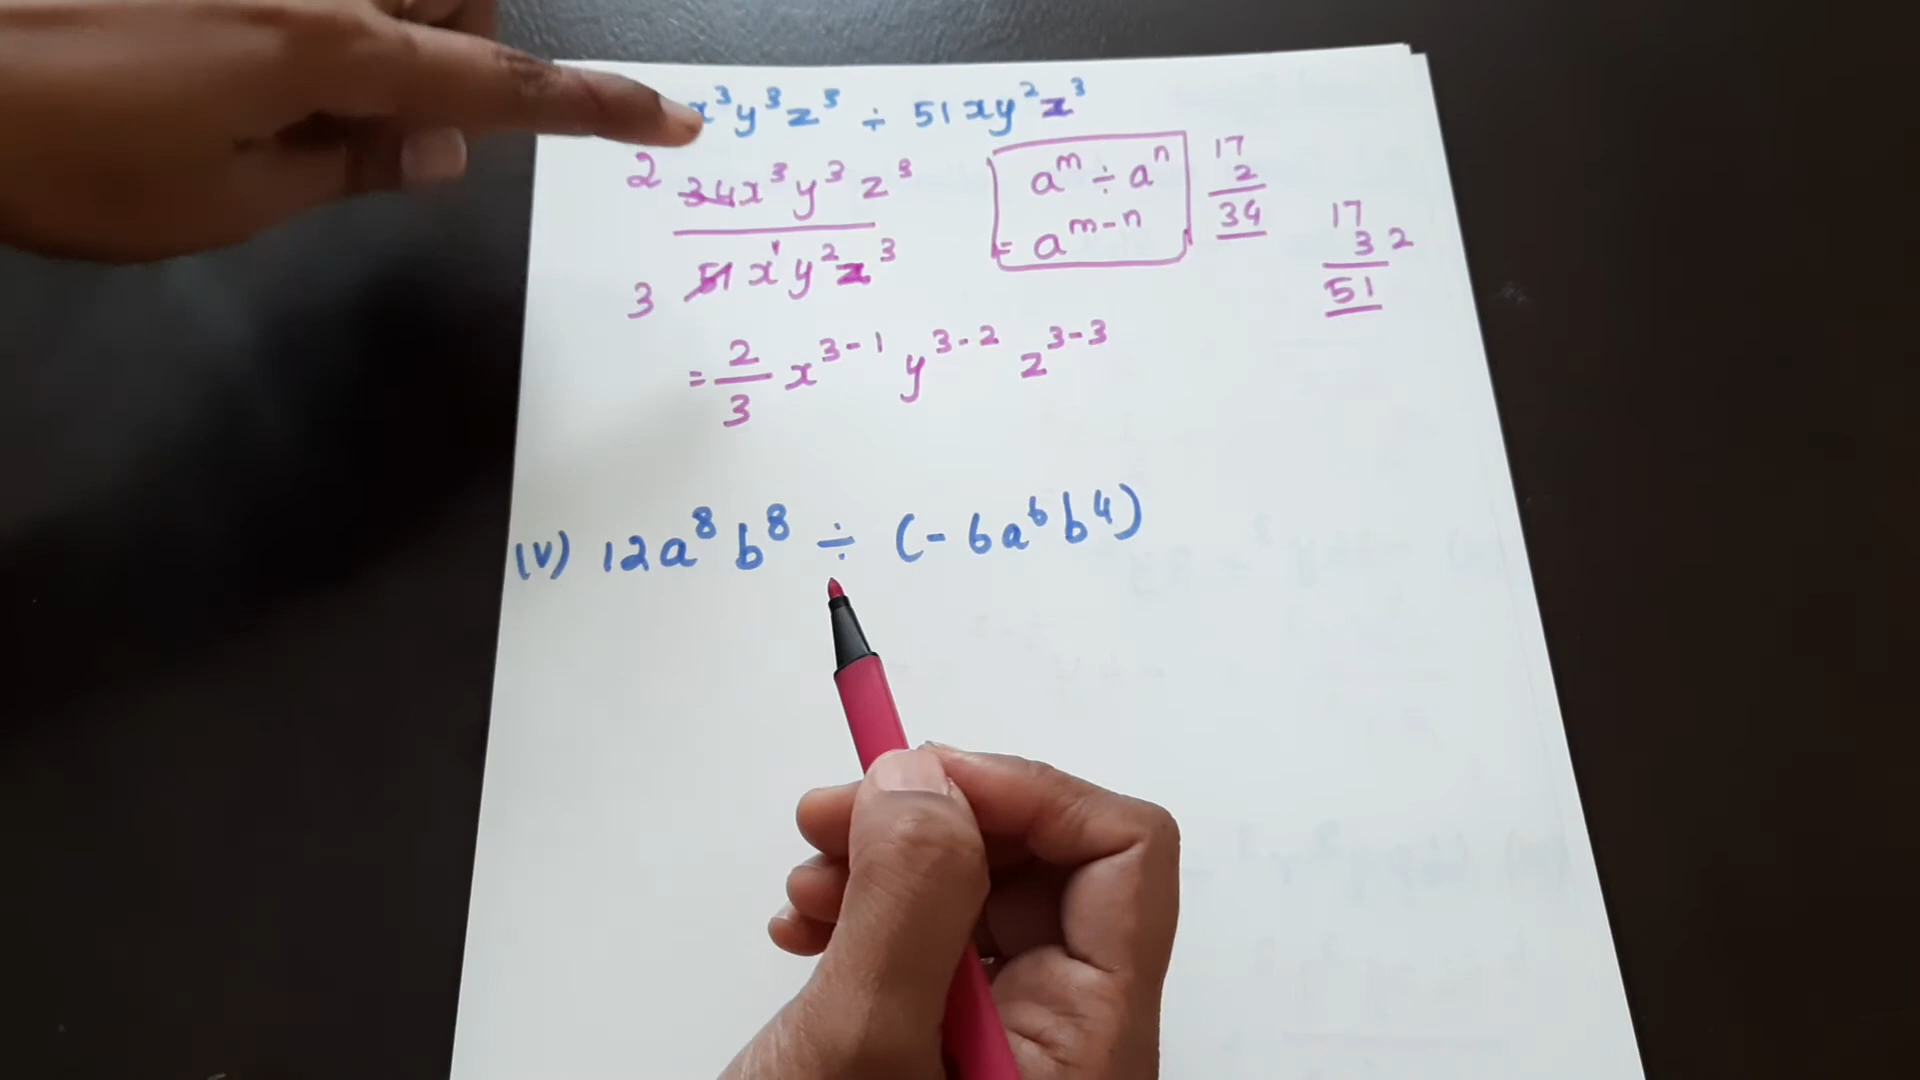 x³y³z³ ÷ 51xy²z³
2 34x³y³z³
3 51x¹y²z³
aᵐ ÷ aⁿ
= aᵐ⁻ⁿ
17
2
34
17
3 2
51
= 2/3 x³⁻¹ y³⁻² z³⁻³
(v) 12a⁸b⁸ ÷ (-6a⁶b⁴)